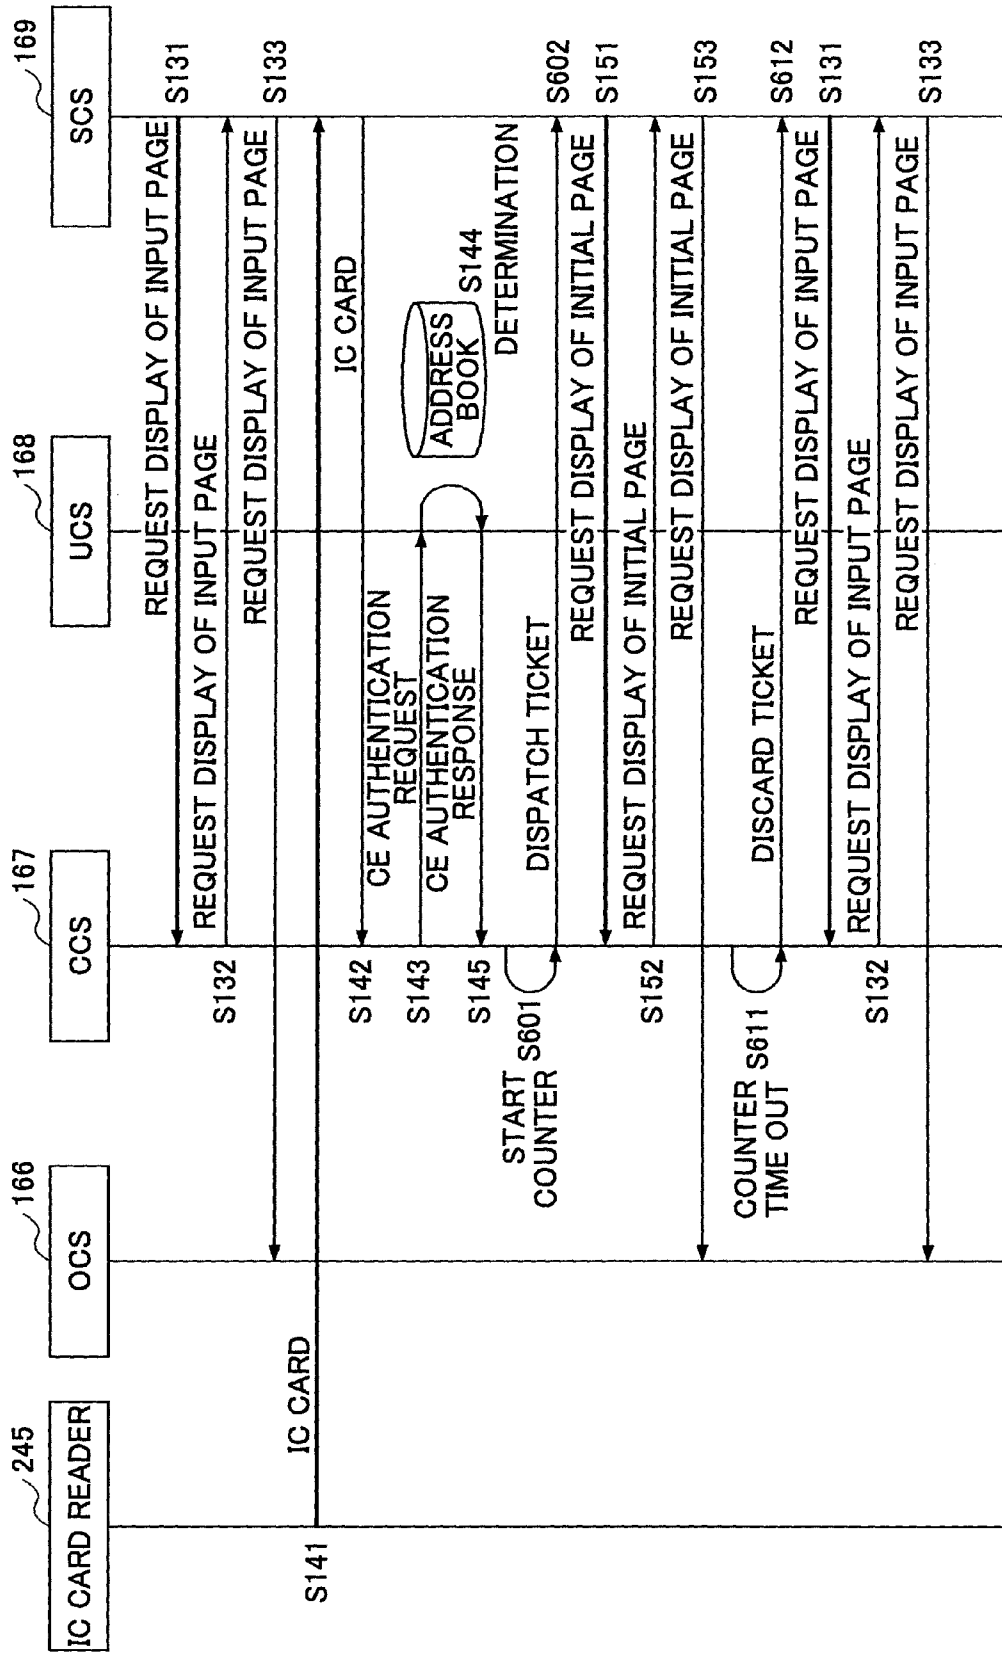 245
IC CARD READER
166
OCS
167
CCS
168
UCS
169
SCS
REQUEST DISPLAY OF INPUT PAGE
S131
REQUEST DISPLAY OF INPUT PAGE
S132
REQUEST DISPLAY OF INPUT PAGE
S133
S141
IC CARD
IC CARD
S142
CE AUTHENTICATION
REQUEST
S143
ADDRESS
BOOK
S144
DETERMINATION
CE AUTHENTICATION
RESPONSE
S145
START
COUNTER
S601
DISPATCH TICKET
S602
REQUEST DISPLAY OF INITIAL PAGE
S151
REQUEST DISPLAY OF INITIAL PAGE
S152
REQUEST DISPLAY OF INITIAL PAGE
S153
COUNTER
TIME OUT
S611
DISCARD TICKET
S612
REQUEST DISPLAY OF INPUT PAGE
S131
REQUEST DISPLAY OF INPUT PAGE
S132
REQUEST DISPLAY OF INPUT PAGE
S133